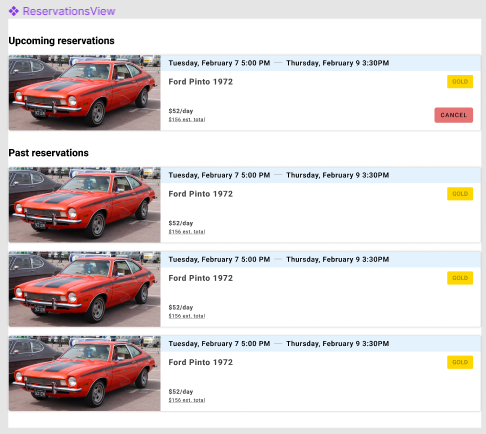 ReservationsView
Upcoming reservations
Tuesday, February 7 5:00 PM — Thursday, February 9 3:30PM
Ford Pinto 1972
GOLD
$52/day
$156 est. total
CANCEL
Past reservations
Tuesday, February 7 5:00 PM — Thursday, February 9 3:30PM
Ford Pinto 1972
GOLD
$52/day
$156 est. total
Tuesday, February 7 5:00 PM — Thursday, February 9 3:30PM
Ford Pinto 1972
GOLD
$52/day
$156 est. total
Tuesday, February 7 5:00 PM — Thursday, February 9 3:30PM
Ford Pinto 1972
GOLD
$52/day
$156 est. total